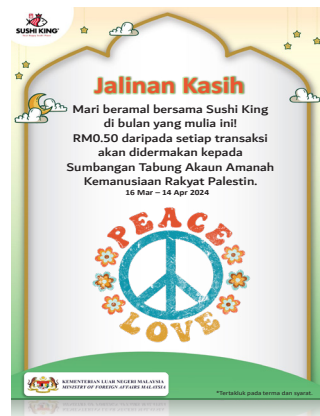 SUSHI KING
Jalinan Kasih
Mari beramal bersama Sushi King
di bulan yang mulia ini!
RM0.50 daripada setiap transaksi
akan didermakan kepada
Sumbangan Tabung Akaun Amanah
Kemanusiaan Rakyat Palestin.
16 Mar – 14 Apr 2024
PEACE
LOVE
KEMENTERIAN LUAR NEGERI MALAYSIA
MINISTRY OF FOREIGN AFFAIRS MALAYSIA
*Tertakluk pada terma dan syarat.